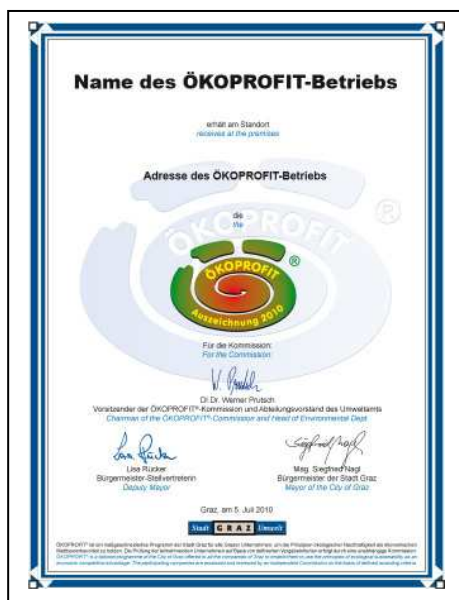 Name des ÖKOPROFIT-Betriebs
erhält am Standort
receives at the premises
Adresse des ÖKOPROFIT-Betriebs
die
the
ÖKOPROFIT ®
ÖKOPROFIT ®
Auszeichnung 2010
Für die Kommission:
For the Commission:
DI Dr. Werner Prutsch
Vorsitzender der ÖKOPROFIT®-Kommission und Abteilungsvorstand des Umweltamts
Chairman of the ÖKOPROFIT®-Commission and Head of Environmental Dept.
Lisa Rücker
Bürgermeister-Stellvertreterin
Deputy Mayor
Mag. Siegfried Nagl
Bürgermeister der Stadt Graz
Mayor of the City of Graz
Graz, am 5. Juli 2010
Stadt GRAZ Umwelt